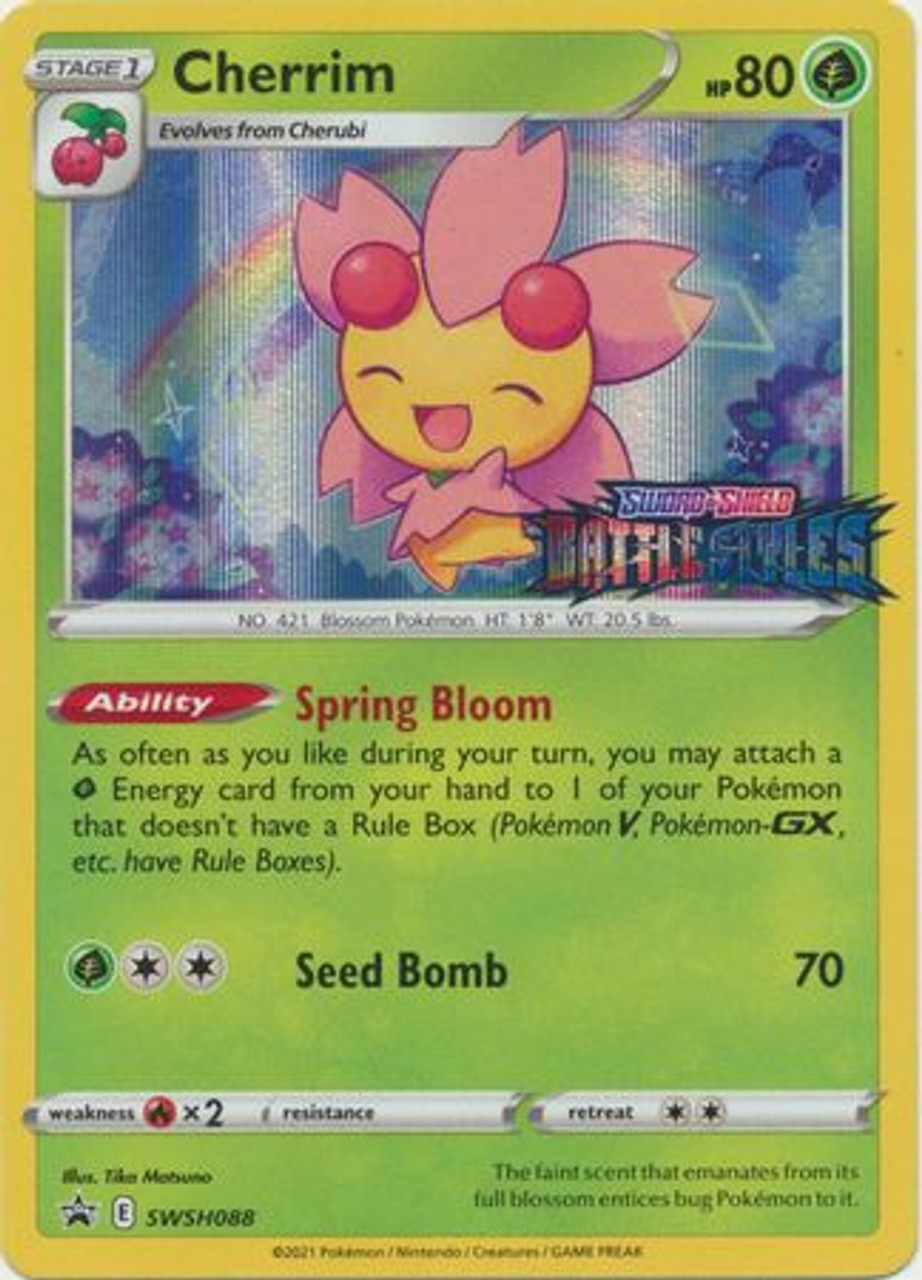 STAGE 1
Cherrim
HP 80
Evolves from Cherubi
SWORD & SHIELD
BATTLE STYLES
NO. 421 Blossom Pokémon HT: 1'8" WT: 20.5 lbs.
Ability Spring Bloom
As often as you like during your turn, you may attach a
Energy card from your hand to 1 of your Pokémon
that doesn't have a Rule Box (Pokémon V, Pokémon-GX,
etc. have Rule Boxes).
Seed Bomb 70
weakness ×2 resistance retreat
Illus. Tika Matsuno
The faint scent that emanates from its
full blossom entices bug Pokémon to it.
E SWSH088
©2021 Pokémon / Nintendo / Creatures / GAME FREAK